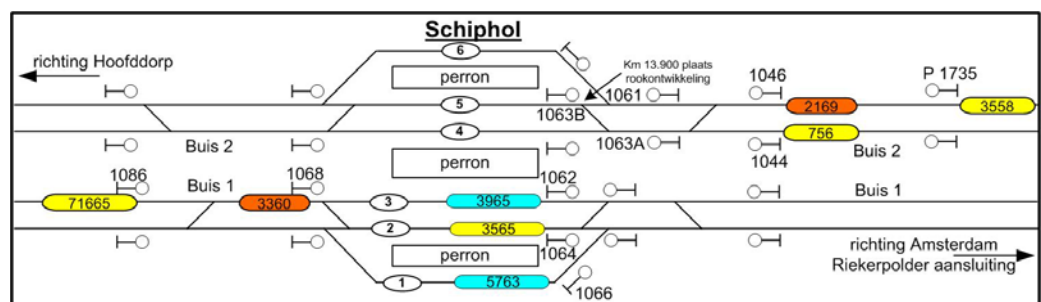 Schiphol
richting Hoofddorp
6
perron
Km 13.900 plaats
rookontwikkeling
1046
P 1735
1061
5
1063B
2169
3558
4
1063A
756
Buis 2
1044
Buis 2
perron
1086
1068
1062
Buis 1
Buis 1
71665
3360
3
3965
2
3565
perron
1064
richting Amsterdam
Riekerpolder aansluiting
1
5763
1066